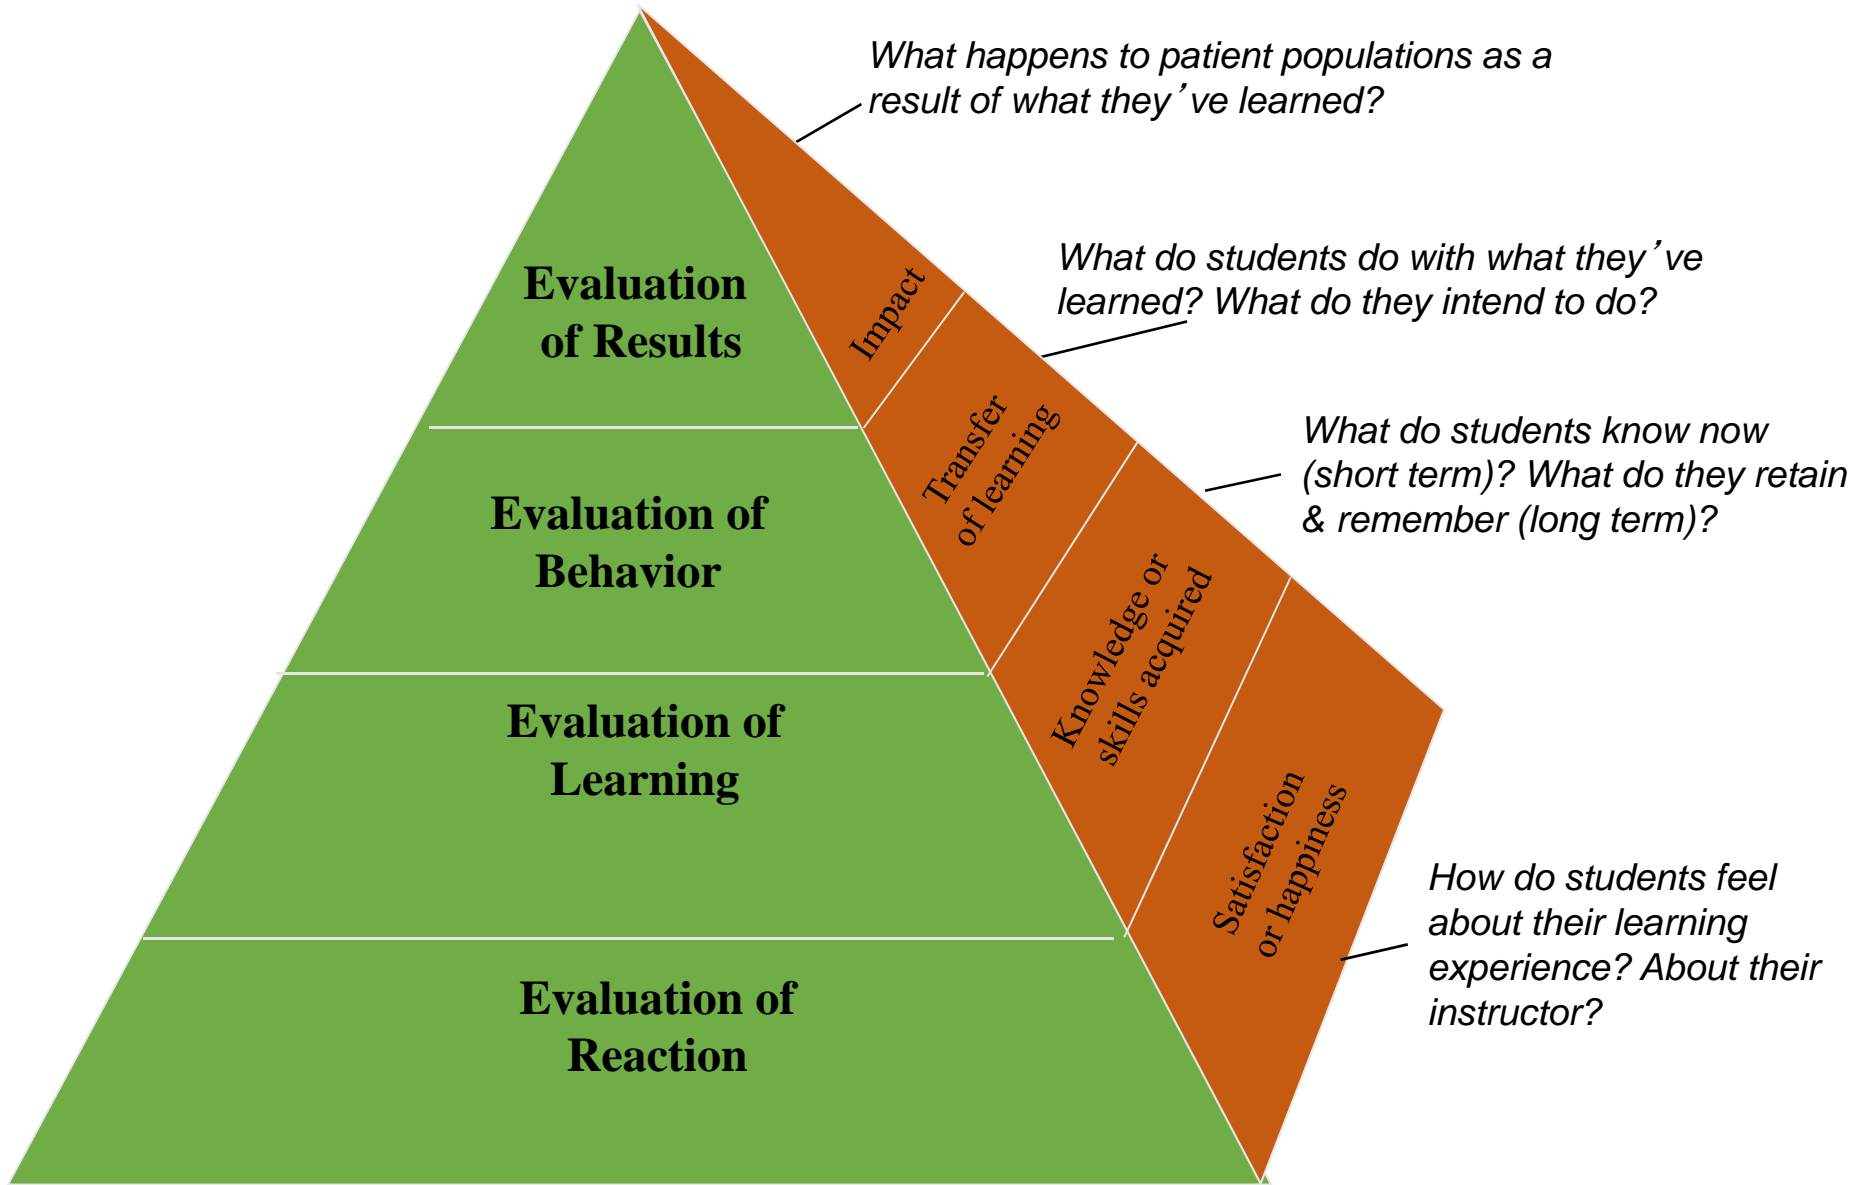 What happens to patient populations as a
result of what they’ve learned?
What do students do with what they’ve
learned? What do they intend to do?
Evaluation
of Results
Impact
Transfer
of learning
What do students know now
(short term)? What do they retain
& remember (long term)?
Evaluation of
Behavior
Knowledge or
skills acquired
Evaluation of
Learning
Satisfaction
or happiness
How do students feel
about their learning
experience? About their
instructor?
Evaluation of
Reaction